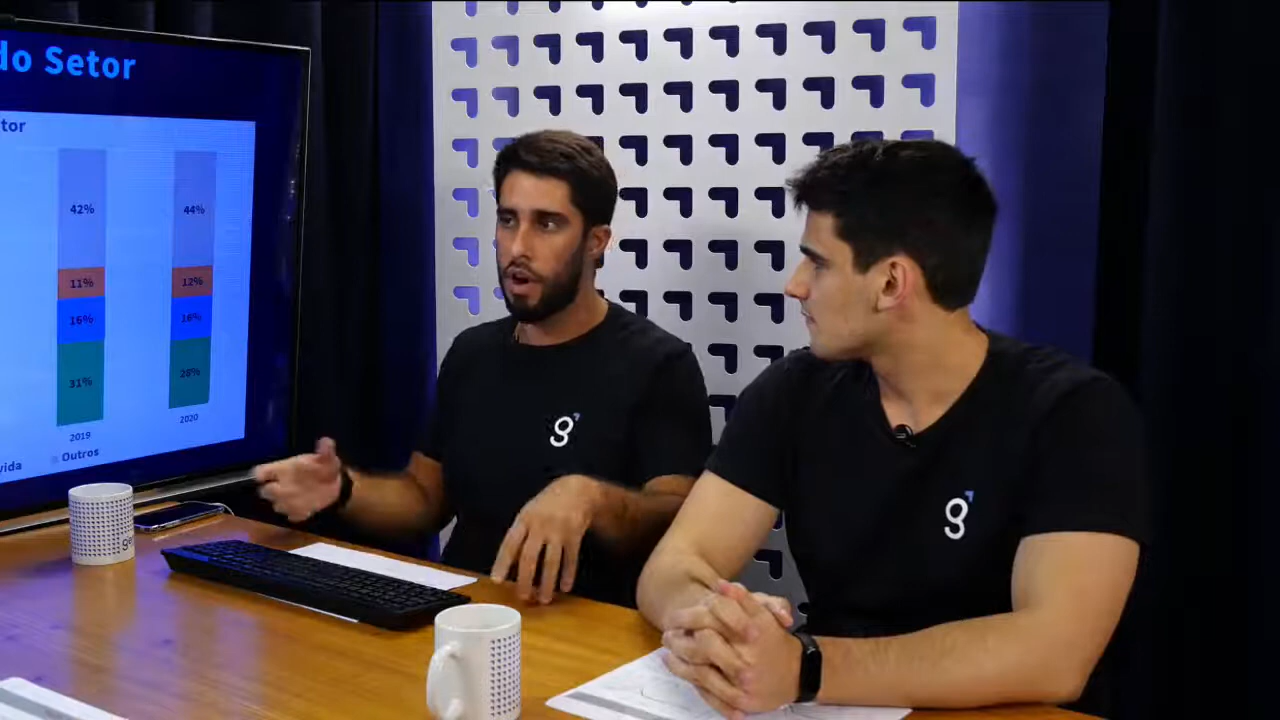 do Setor
tor
42%
44%
11%
12%
16%
16%
31%
28%
2019
2020
vida
Outros
g
g